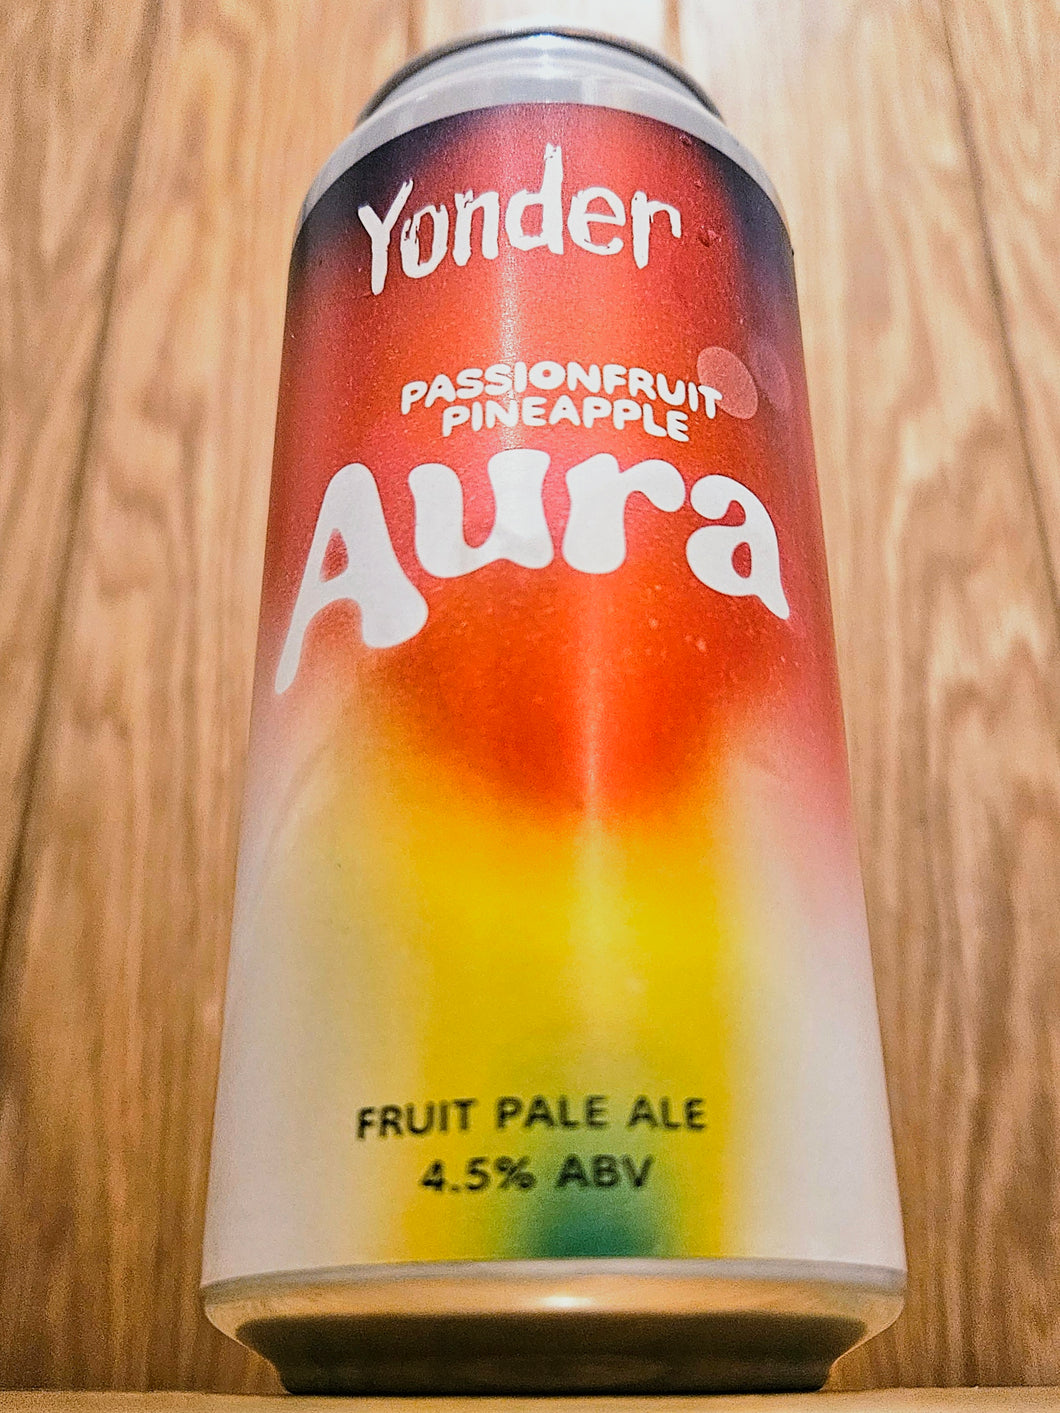 Yonder
PASSIONFRUIT
PINEAPPLE
Aura
FRUIT PALE ALE
4.5% ABV